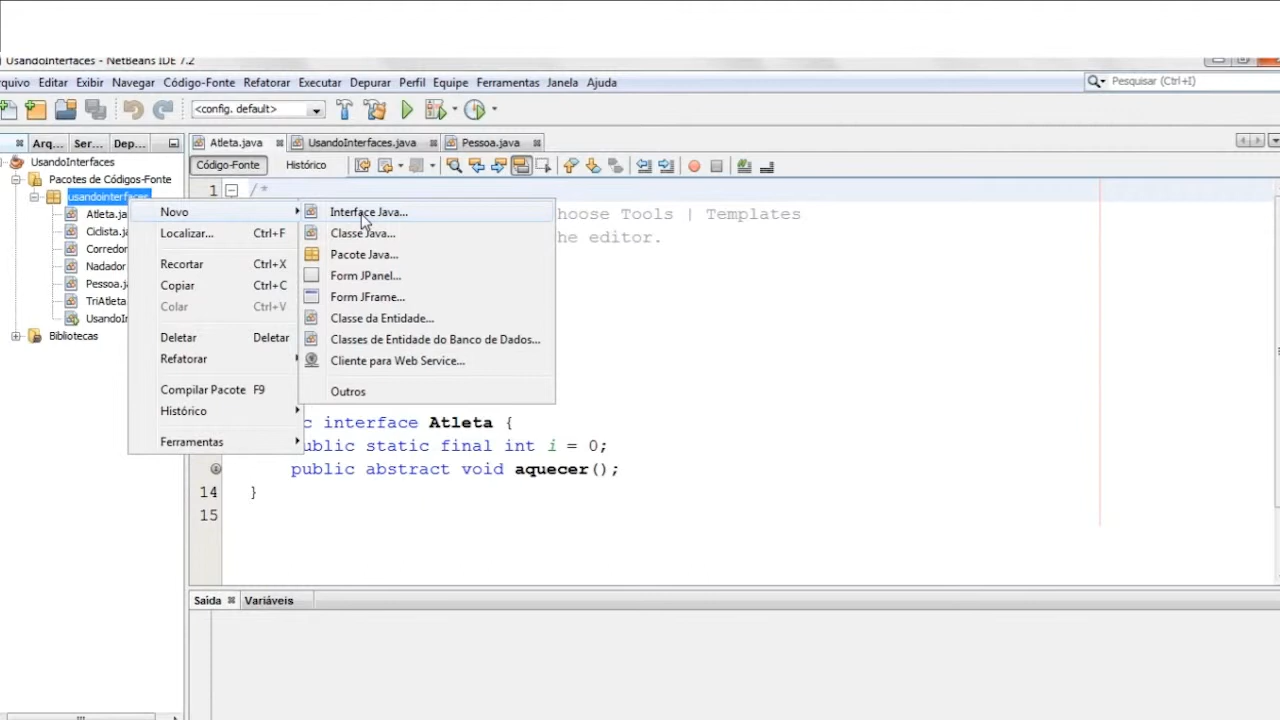 UsandoInterfaces - NetBeans IDE 7.2
rquivo Editar Exibir Navegar Código-Fonte Refatorar Executar Depurar Perfil Equipe Ferramentas Janela Ajuda
Pesquisar (Ctrl+I)
<config. default>
Arq... Ser... Dep...
Atleta.java UsandoInterfaces.java Pessoa.java
UsandoInterfaces
Pacotes de Códigos-Fonte
usandointerfaces
Atleta.ja
Ciclista.j
Corredor
Nadador
Pessoa.j
TriAtleta.
UsandoIn
Bibliotecas
Novo
Localizar... Ctrl+F
Recortar Ctrl+X
Copiar Ctrl+C
Colar Ctrl+V
Deletar Deletar
Refatorar
Compilar Pacote F9
Histórico
Ferramentas
Interface Java...
Classe Java...
Pacote Java...
Form JPanel...
Form JFrame...
Classe da Entidade...
Classes de Entidade do Banco de Dados...
Cliente para Web Service...
Outros
Código-Fonte Histórico
1 /*
hoose Tools | Templates
he editor.
c interface Atleta {
public static final int i = 0;
public abstract void aquecer();
14 }
15
Saída Variáveis